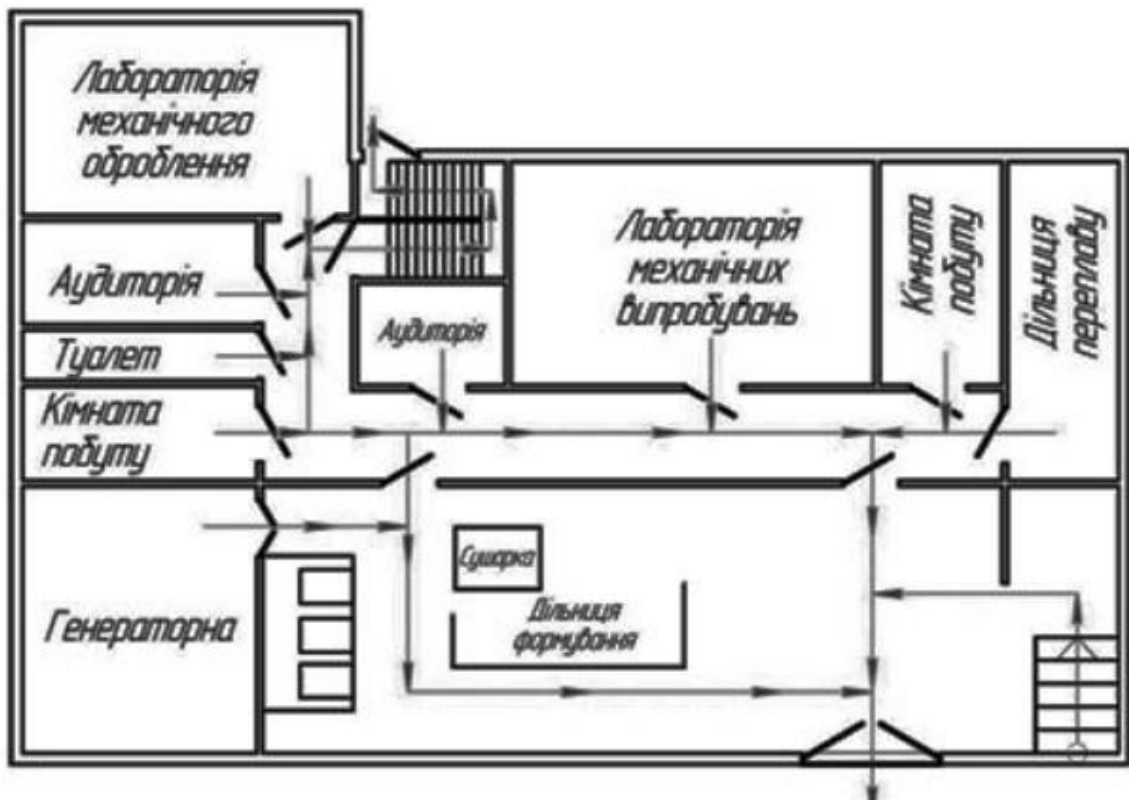 Лабораторія
механічного
оброблення
Аудиторія
Туалет
Кімната
побуту
Генераторна
Аудиторія
Лабораторія
механічних
випробувань
Кімната
побуту
Дільниця
переплаву
Сушарка
Дільниця
формування